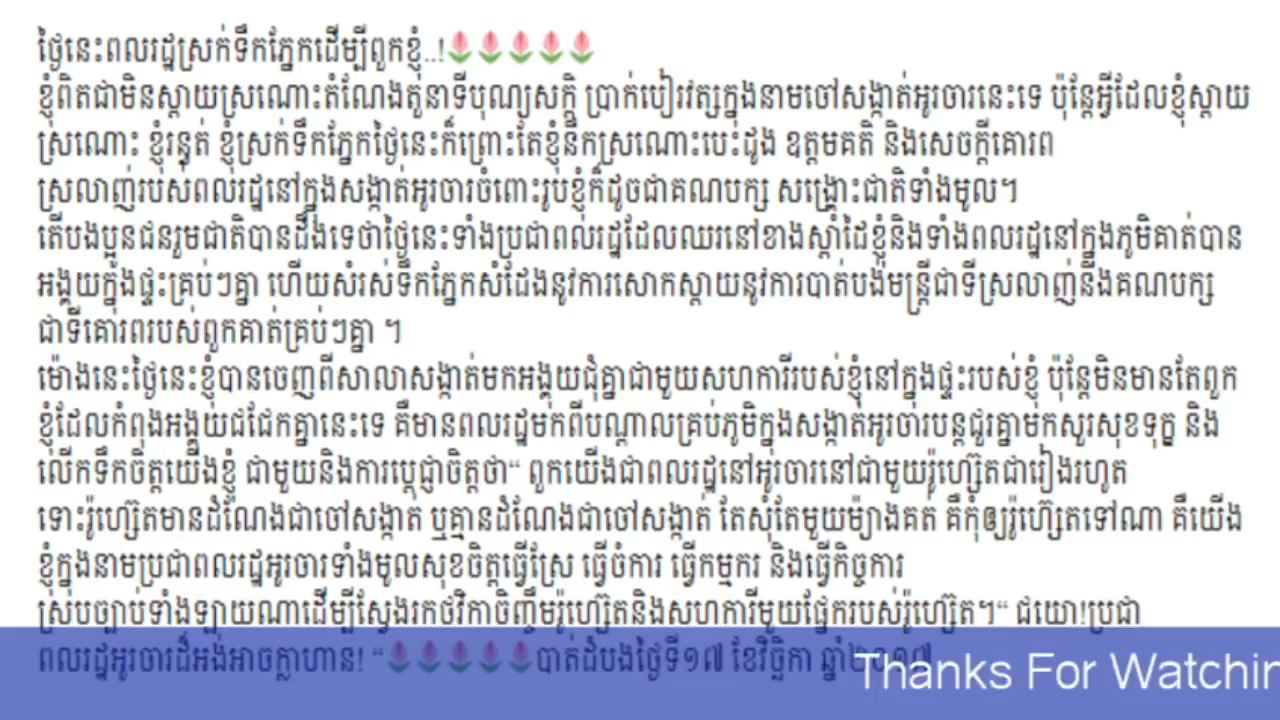 ថ្ងៃនេះពលរដ្ឋស្រក់ទឹកភ្នែកដើម្បីពួកខ្ញុំ..!🌷🌷🌷🌷🌷
ខ្ញុំពិតជាមិនស្តាយស្រណោះតំណែងតួនាទីបុណ្យសក្តិ ប្រាក់បៀវត្សក្នុងនាមចៅសង្កាត់អូរចារនេះទេ ប៉ុន្តែអ្វីដែលខ្ញុំស្តាយ
ស្រណោះ ខ្ញុំរន្ធត់ ខ្ញុំស្រក់ទឹកភ្នែកថ្ងៃនេះក៏ព្រោះតែខ្ញុំនឹកស្រណោះបេះដូង ឧត្តមគតិ និងសេចក្តីគោរព
ស្រលាញ់របស់ពលរដ្ឋនៅក្នុងសង្កាត់អូរចារចំពោះរូបខ្ញុំក៏ដូចជាគណបក្ស សង្គ្រោះជាតិទាំងមូល។
តើបងប្អូនជនរួមជាតិបានដឹងទេថាថ្ងៃនេះទាំងប្រជាពលរដ្ឋដែលឈរនៅខាងស្តាំដៃខ្ញុំនិងទាំងពលរដ្ឋនៅក្នុងភូមិគាត់បាន
អង្គុយក្នុងផ្ទះគ្រប់ៗគ្នា ហើយសំរស់ទឹកភ្នែកសំដែងនូវការសោកស្តាយនូវការបាត់បង់មន្ត្រីជាទីស្រលាញ់នឹងគណបក្ស
ជាទីគោរពរបស់ពួកគាត់គ្រប់ៗគ្នា ។
ម៉ោងនេះថ្ងៃនេះខ្ញុំបានចេញពីសាលាសង្កាត់មកអង្គុយជុំគ្នាជាមួយសហការីរបស់ខ្ញុំនៅក្នុងផ្ទះរបស់ខ្ញុំ ប៉ុន្តែមិនមានតែពួក
ខ្ញុំដែលកំពុងអង្គុយជជែកគ្នានេះទេ គឺមានពលរដ្ឋមកពីបណ្តាលគ្រប់ភូមិក្នុងសង្កាត់អូរចារបន្តជួរគ្នាមកសួរសុខទុក្ខ និង
លើកទឹកចិត្តយើងខ្ញុំ ជាមួយនិងការប្តេជ្ញាចិត្តថា“ ពួកយើងជាពលរដ្ឋនៅអូរចារនៅជាមួយរ៉ូហ្ស៊េតជារៀងរហូត
ទោះរ៉ូហ្ស៊េតមានដំណែងជាចៅសង្កាត់ ឬគ្មានដំណែងជាចៅសង្កាត់ តែសុំតែមួយម៉្យាងគត់ គឺកុំឲ្យរ៉ូហ្ស៊េតទៅណា គឺយើង
ខ្ញុំក្នុងនាមប្រជាពលរដ្ឋអូរចារទាំងមូលសុខចិត្តធ្វើស្រែ ធ្វើចំការ ធ្វើកម្មករ និងធ្វើកិច្ចការ
ស្របច្បាប់ទាំងឡាយណាដើម្បីស្វែងរកថវិកាចិញ្ចឹមរ៉ូហ្ស៊េតនិងសហការីមួយផ្នែករបស់រ៉ូហ្ស៊េត។“ ជយោ!ប្រជា
ពលរដ្ឋអូរចារដ៏អង់អាចក្លាហាន! “🌷🌷🌷🌷🌷បាត់ដំបងថ្ងៃទី១៧ ខែវិច្ឆិកា ឆ្នាំ២០១៧
Thanks For Watchin